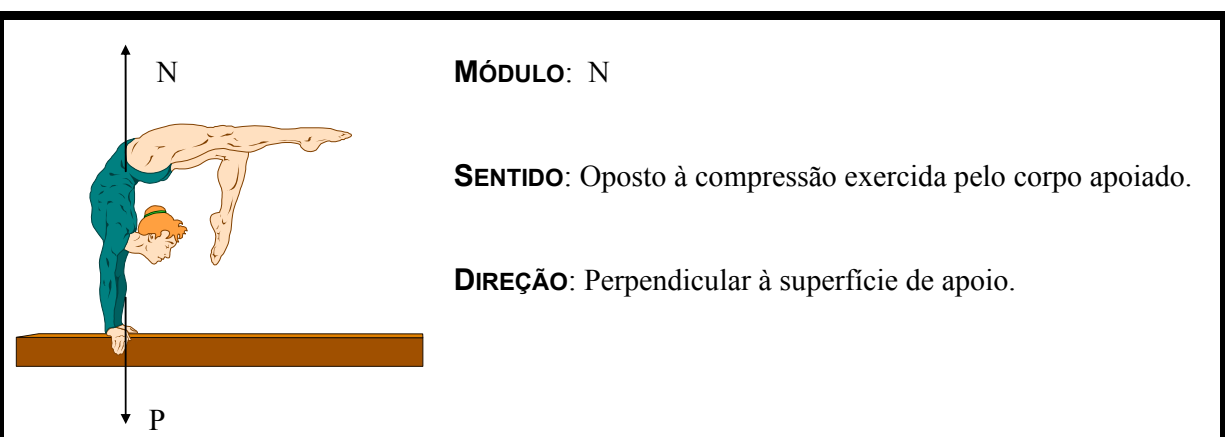 N
MÓDULO: N
SENTIDO: Oposto à compressão exercida pelo corpo apoiado.
DIREÇÃO: Perpendicular à superfície de apoio.
P